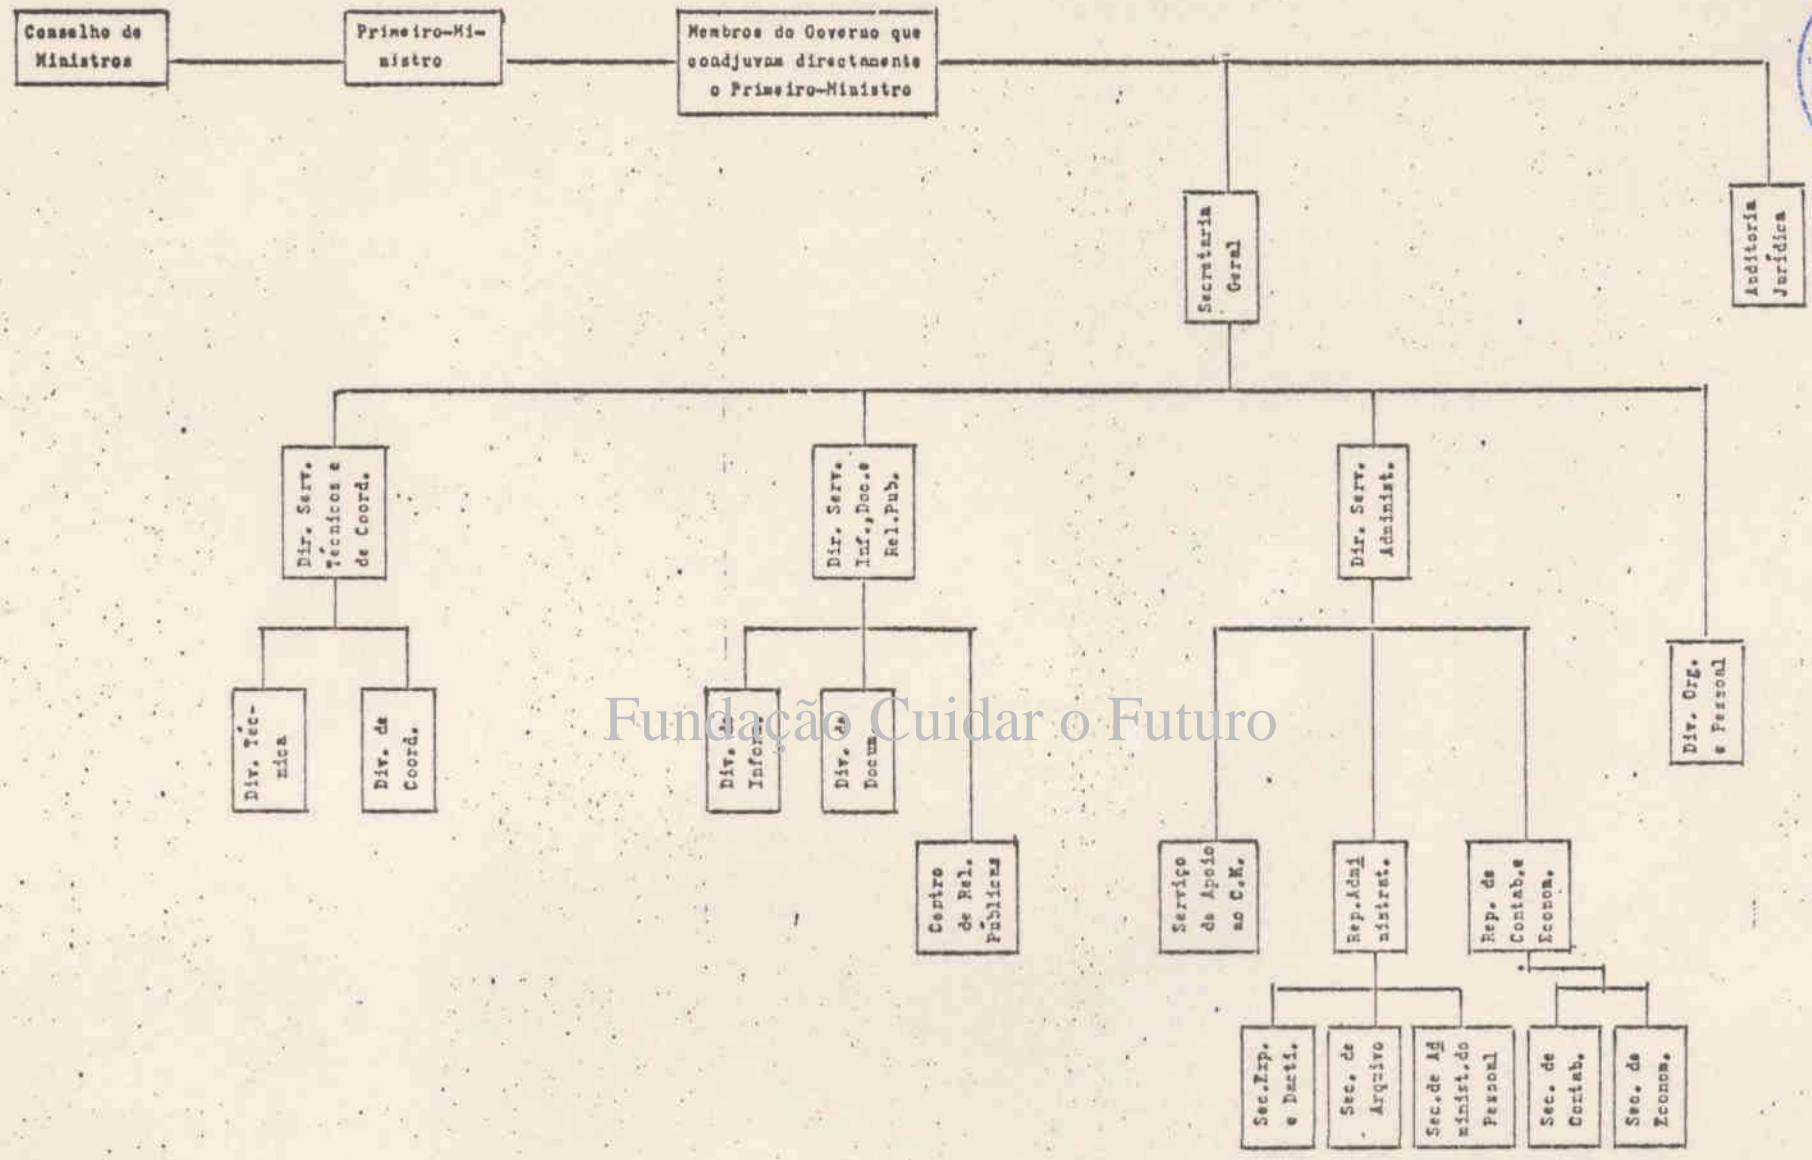 Conselho de
Ministros
Primeiro-Mi-
nistro
Membros do Governo que
coadjuvam directamente
o Primeiro-Ministro
Secretaria
Geral
Auditoria
Jurídica
Dir. Serv.
Técnicos e
de Coord.
Dir. Serv.
Inf.,Doc.e
Rel.Pub.
Dir. Serv.
Administ.
Div. Org.
e Pessoal
Div. Téc-
nica
Div. de
Coord.
Div. de
Inform.
Div. de
Docum.
Fundação Cuidar o Futuro
Centro
de Rel.
Públicas
Serviço
de Apoio
ao C.M.
Rep.Admi
nistrat.
Rep. de
Contab.e
Econom.
Sec.Exp.
e Dacti.
Sec. de
Arquivo
Sec.de Ad
minist.do
Pessoal
Sec. de
Contab.
Sec. de
Econom.